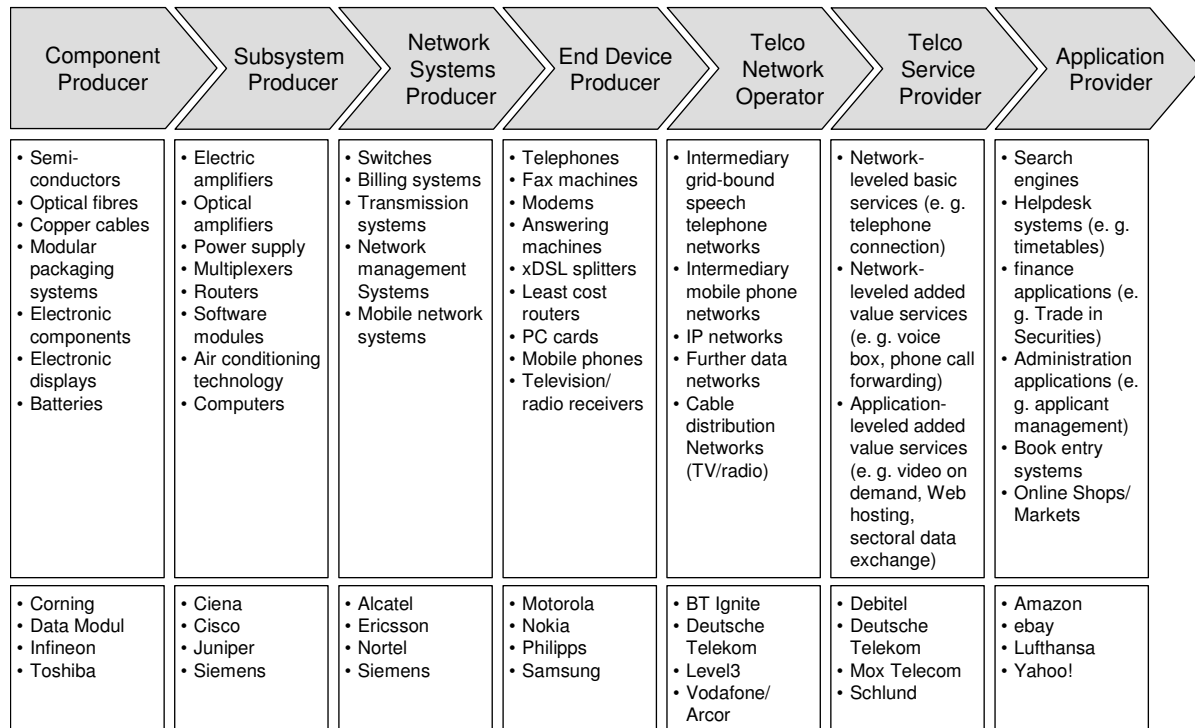 Component
Producer
Subsystem
Producer
Network
Systems
Producer
End Device
Producer
Telco
Network
Operator
Telco
Service
Provider
Application
Provider
• Semi-
conductors
• Optical fibres
• Copper cables
• Modular
packaging
systems
• Electronic
components
• Electronic
displays
• Batteries
• Electric
amplifiers
• Optical
amplifiers
• Power supply
• Multiplexers
• Routers
• Software
modules
• Air conditioning
technology
• Computers
• Switches
• Billing systems
• Transmission
systems
• Network
management
Systems
• Mobile network
systems
• Telephones
• Fax machines
• Modems
• Answering
machines
• xDSL splitters
• Least cost
routers
• PC cards
• Mobile phones
• Television/
radio receivers
• Intermediary
grid-bound
speech
telephone
networks
• Intermediary
mobile phone
networks
• IP networks
• Further data
networks
• Cable
distribution
Networks
(TV/radio)
• Network-
leveled basic
services (e. g.
telephone
connection)
• Network-
leveled added
value services
(e. g. voice
box, phone call
forwarding)
• Application-
leveled added
value services
(e. g. video on
demand, Web
hosting,
sectoral data
exchange)
• Search
engines
• Helpdesk
systems (e. g.
timetables)
• finance
applications (e.
g. Trade in
Securities)
• Administration
applications (e.
g. applicant
management)
• Book entry
systems
• Online Shops/
Markets
• Corning
• Data Modul
• Infineon
• Toshiba
• Ciena
• Cisco
• Juniper
• Siemens
• Alcatel
• Ericsson
• Nortel
• Siemens
• Motorola
• Nokia
• Philipps
• Samsung
• BT Ignite
• Deutsche
Telekom
• Level3
• Vodafone/
Arcor
• Debitel
• Deutsche
Telekom
• Mox Telecom
• Schlund
• Amazon
• ebay
• Lufthansa
• Yahoo!